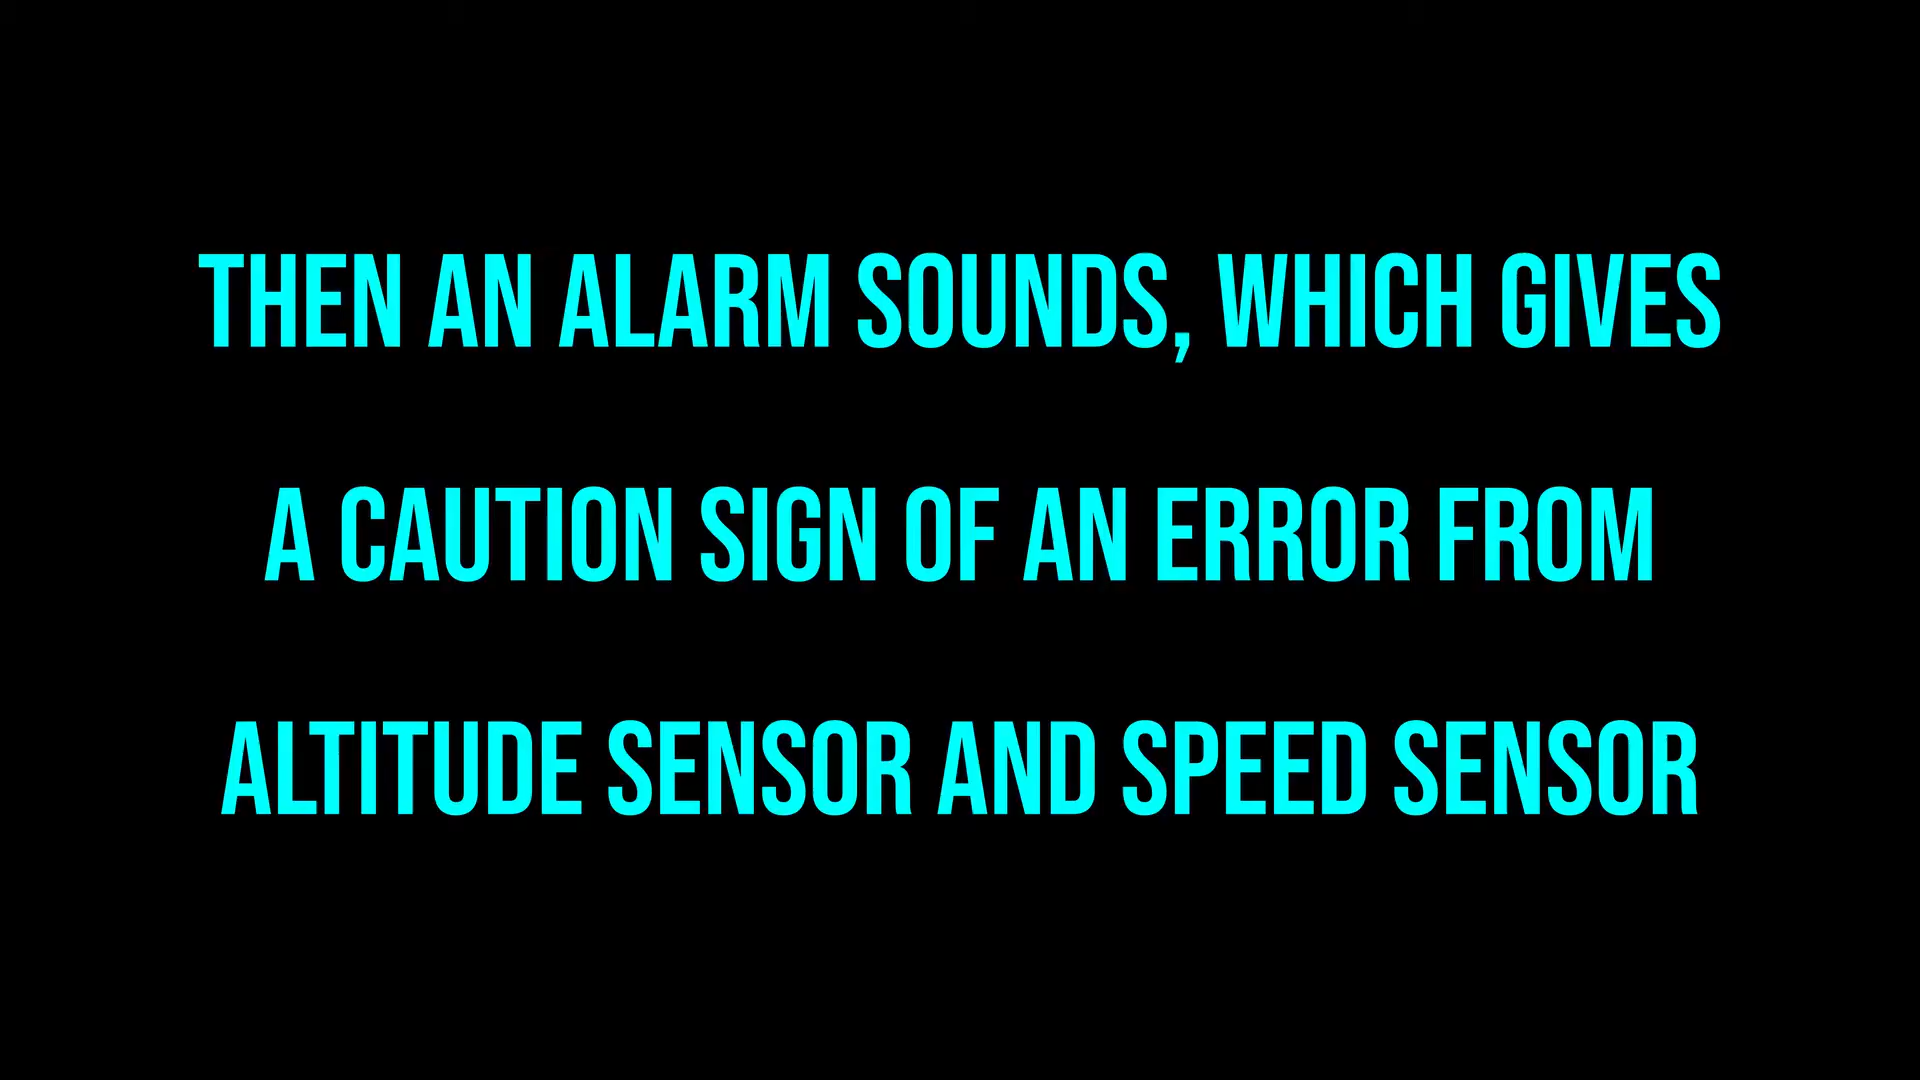 THEN AN ALARM SOUNDS, WHICH GIVES
A CAUTION SIGN OF AN ERROR FROM
ALTITUDE SENSOR AND SPEED SENSOR